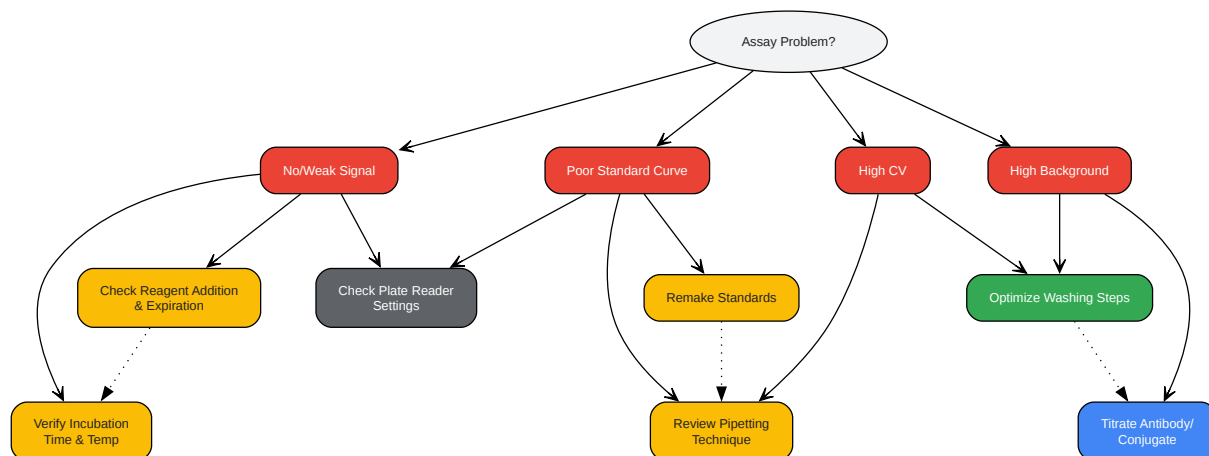 Assay Problem?
No/Weak Signal
Poor Standard Curve
High CV
High Background
Check Reagent Addition
& Expiration
Check Plate Reader
Settings
Remake Standards
Optimize Washing Steps
Verify Incubation
Time & Temp
Review Pipetting
Technique
Titrate Antibody/
Conjugate